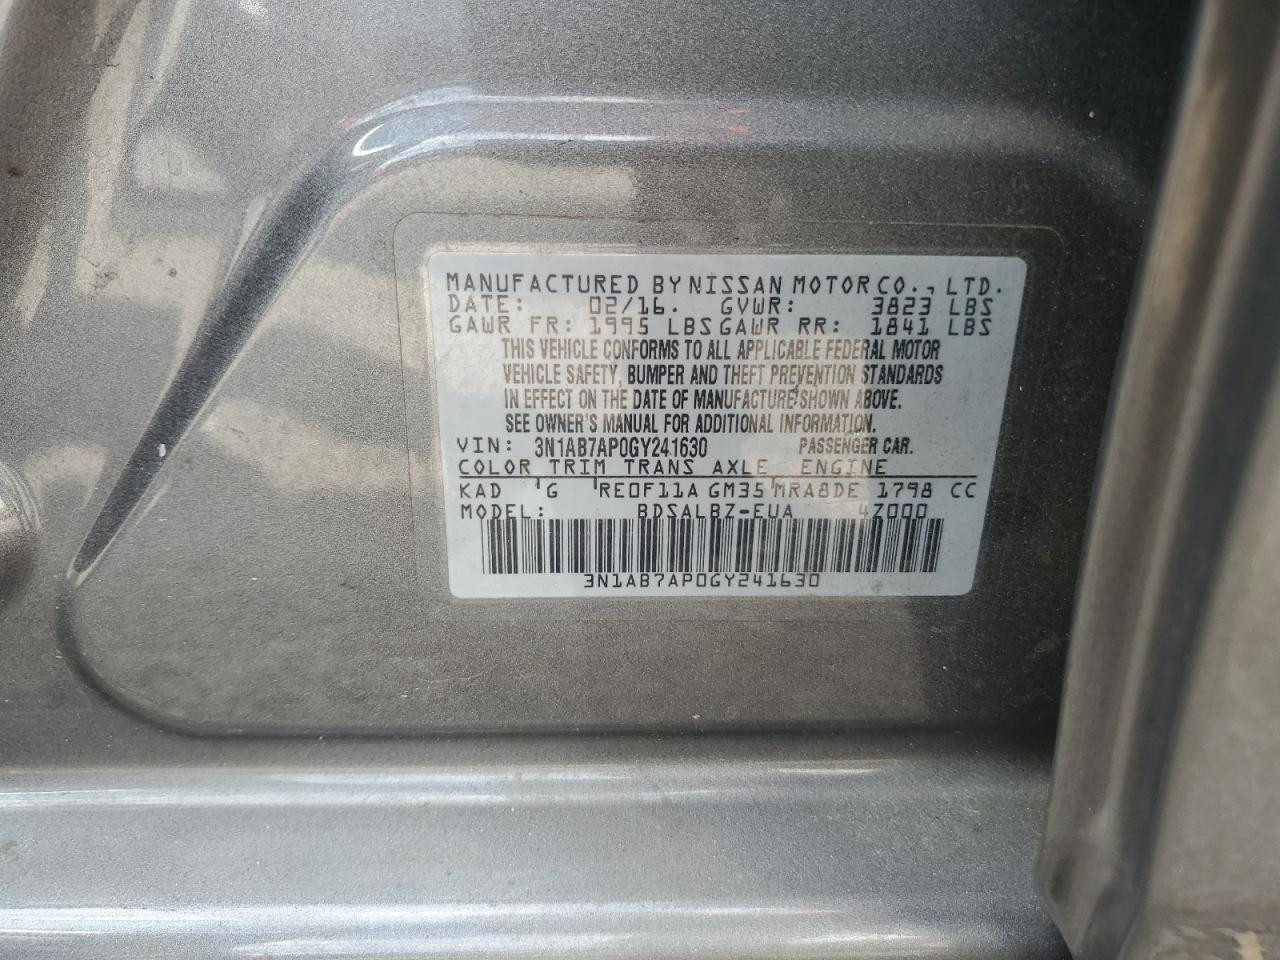 MANUFACTURED BY NISSAN MOTOR CO., LTD.
DATE: 02/16. GVWR: 3823 LBS
GAWR FR: 1995 LBS GAWR RR: 1841 LBS
THIS VEHICLE CONFORMS TO ALL APPLICABLE FEDERAL MOTOR
VEHICLE SAFETY, BUMPER AND THEFT PREVENTION STANDARDS
IN EFFECT ON THE DATE OF MANUFACTURE SHOWN ABOVE.
SEE OWNER'S MANUAL FOR ADDITIONAL INFORMATION.
VIN: 3N1AB7AP0GY241630 PASSENGER CAR.
COLOR TRIM TRANS AXLE ENGINE
KAD G RE0F11A GM35 MRA8DE 1798 CC
MODEL: BDSALBZ-EUA 4Z000
3N1AB7AP0GY241630